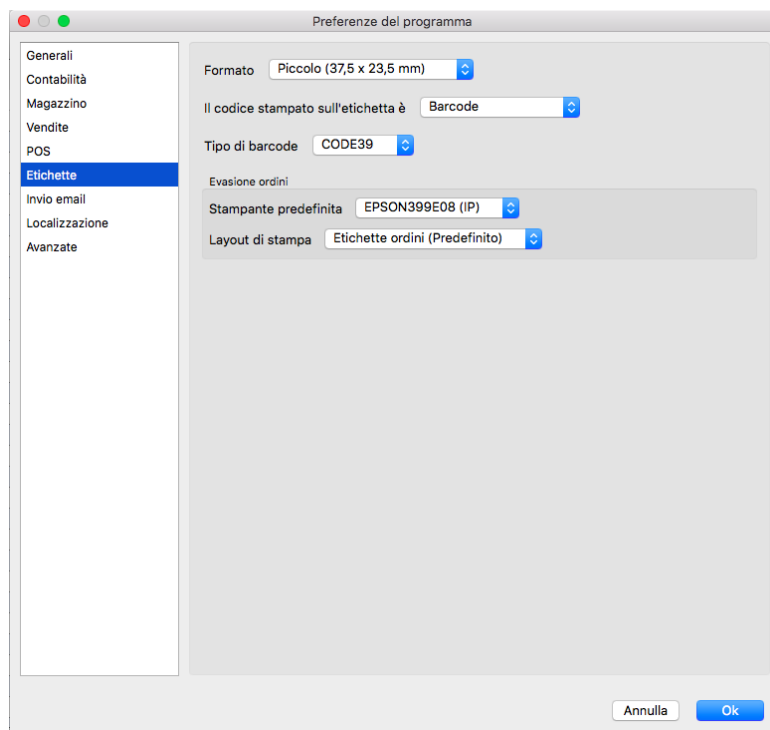 Preferenze del programma
Generali
Contabilità
Magazzino
Vendite
POS
Etichette
Invio email
Localizzazione
Avanzate
Formato Piccolo (37,5 x 23,5 mm)
Il codice stampato sull'etichetta è Barcode
Tipo di barcode CODE39
Evasione ordini
Stampante predefinita EPSON399E08 (IP)
Layout di stampa Etichette ordini (Predefinito)
Annulla Ok